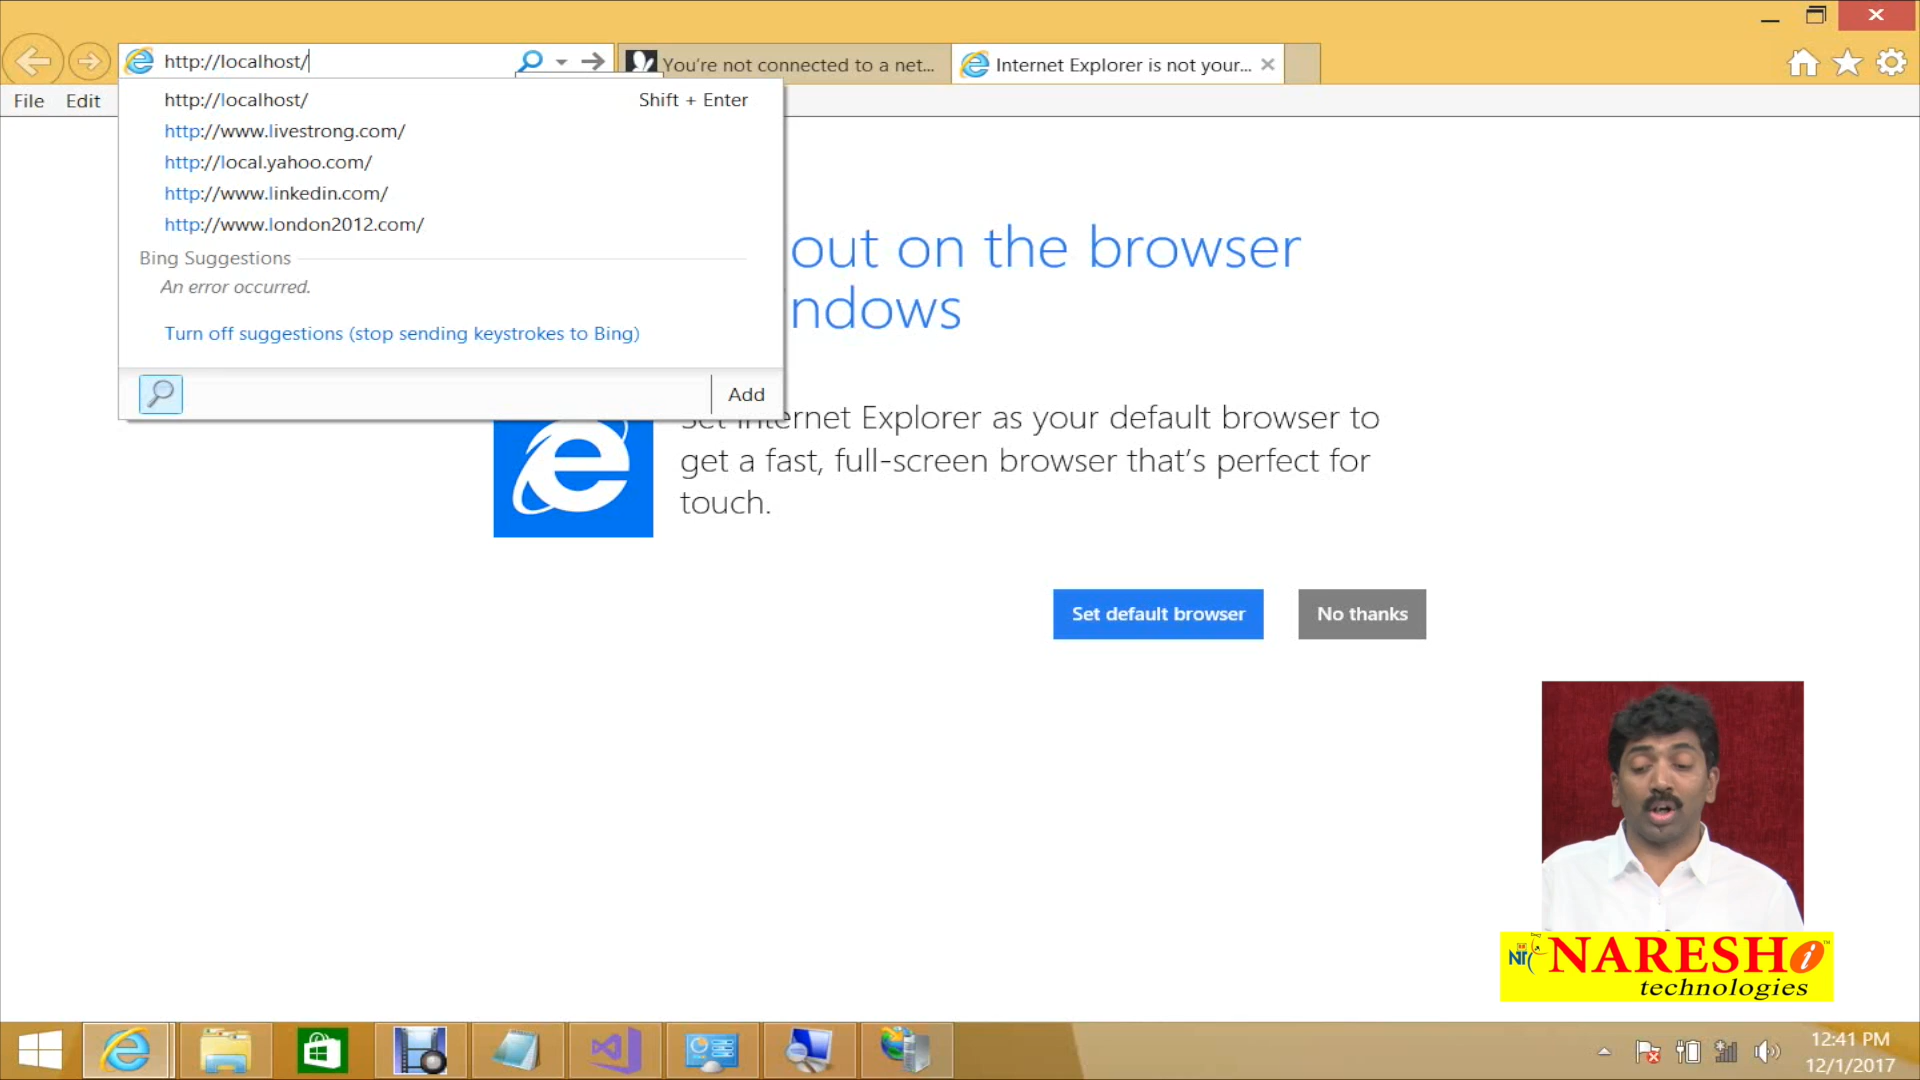 http://localhost/
You're not connected to a net...
Internet Explorer is not your...
File Edit
http://localhost/ Shift + Enter
http://www.livestrong.com/
http://local.yahoo.com/
http://www.linkedin.com/
http://www.london2012.com/
Bing Suggestions
An error occurred.
Turn off suggestions (stop sending keystrokes to Bing)
Add
out on the browser
ndows
Set Internet Explorer as your default browser to
get a fast, full-screen browser that's perfect for
touch.
Set default browser
No thanks
NARESH i
technologies
12:41 PM
12/1/2017